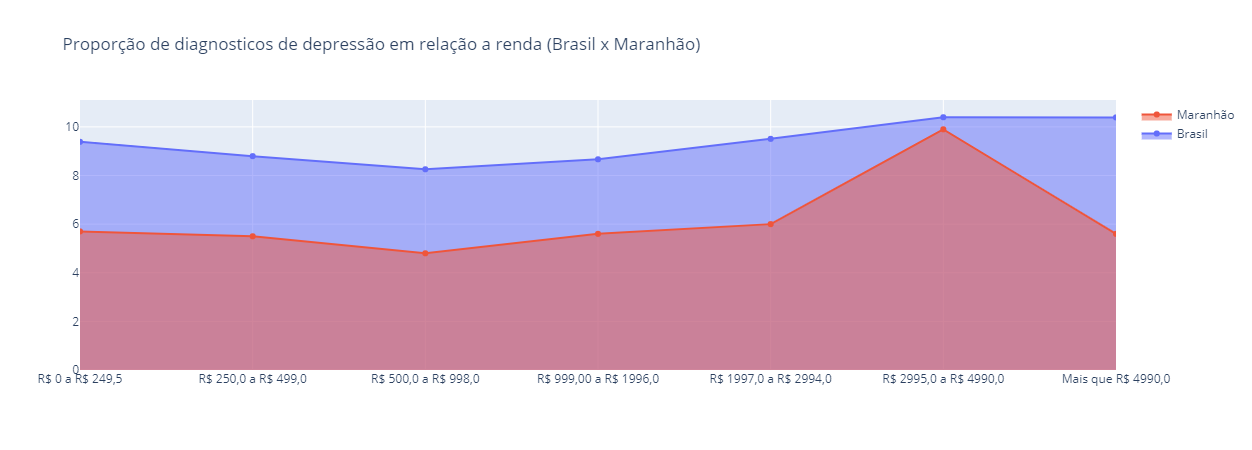 Proporção de diagnosticos de depressão em relação a renda (Brasil x Maranhão)
Maranhão
Brasil
10
8
6
4
2
0
R$ 0 a R$ 249,5
R$ 250,0 a R$ 499,0
R$ 500,0 a R$ 998,0
R$ 999,00 a R$ 1996,0
R$ 1997,0 a R$ 2994,0
R$ 2995,0 a R$ 4990,0
Mais que R$ 4990,0